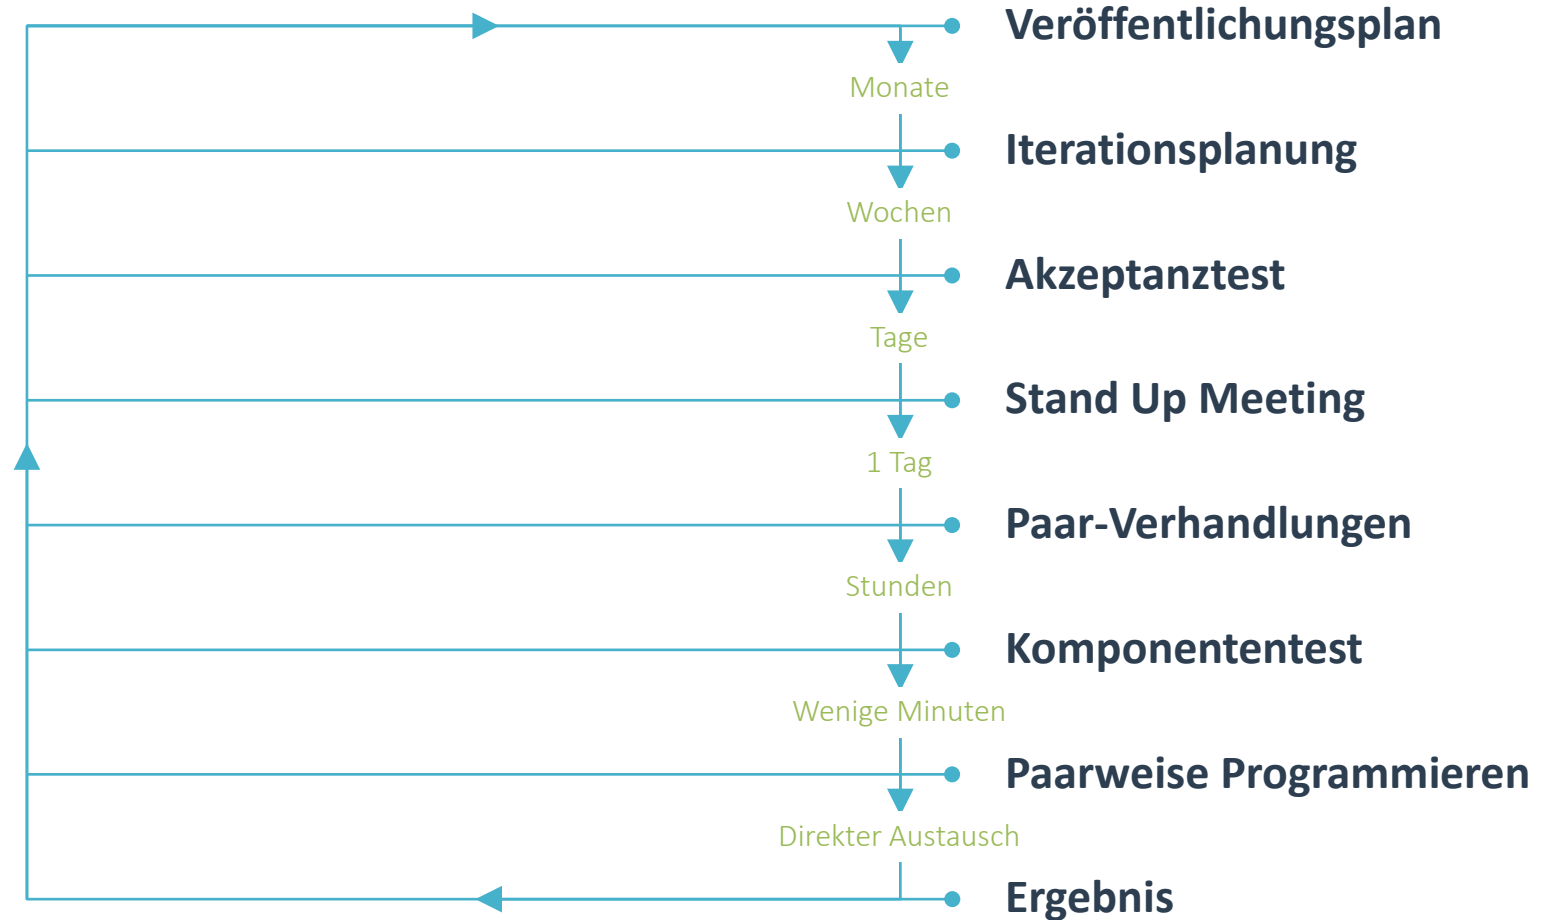 Veröffentlichungsplan
Monate
Iterationsplanung
Wochen
Akzeptanztest
Tage
Stand Up Meeting
1 Tag
Paar-Verhandlungen
Stunden
Komponententest
Wenige Minuten
Paarweise Programmieren
Direkter Austausch
Ergebnis